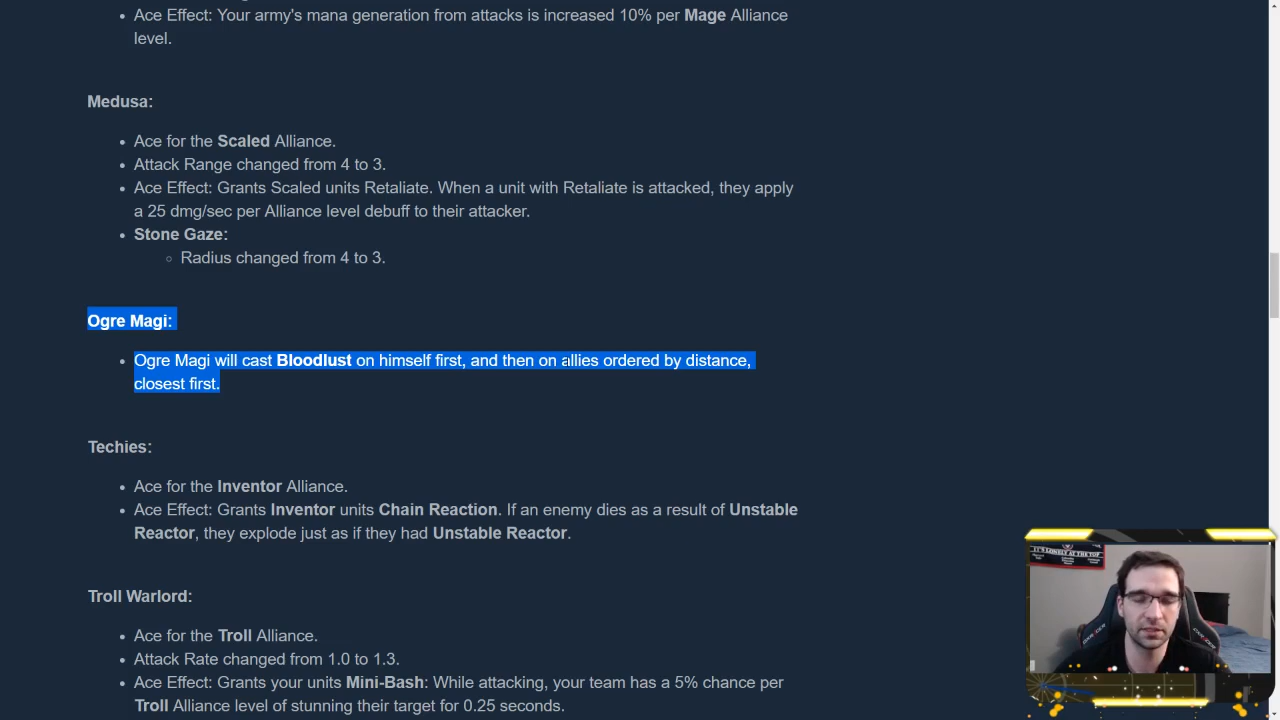 Ace Effect: Your army's mana generation from attacks is increased 10% per Mage Alliance
level.
Medusa:
Ace for the Scaled Alliance.
Attack Range changed from 4 to 3.
Ace Effect: Grants Scaled units Retaliate. When a unit with Retaliate is attacked, they apply
a 25 dmg/sec per Alliance level debuff to their attacker.
Stone Gaze:
Radius changed from 4 to 3.
Ogre Magi:
Ogre Magi will cast Bloodlust on himself first, and then on allies ordered by distance,
closest first.
Techies:
Ace for the Inventor Alliance.
Ace Effect: Grants Inventor units Chain Reaction. If an enemy dies as a result of Unstable
Reactor, they explode just as if they had Unstable Reactor.
Troll Warlord:
Ace for the Troll Alliance.
Attack Rate changed from 1.0 to 1.3.
Ace Effect: Grants your units Mini-Bash: While attacking, your team has a 5% chance per
Troll Alliance level of stunning their target for 0.25 seconds.
IT'S LONELY AT THE TOP